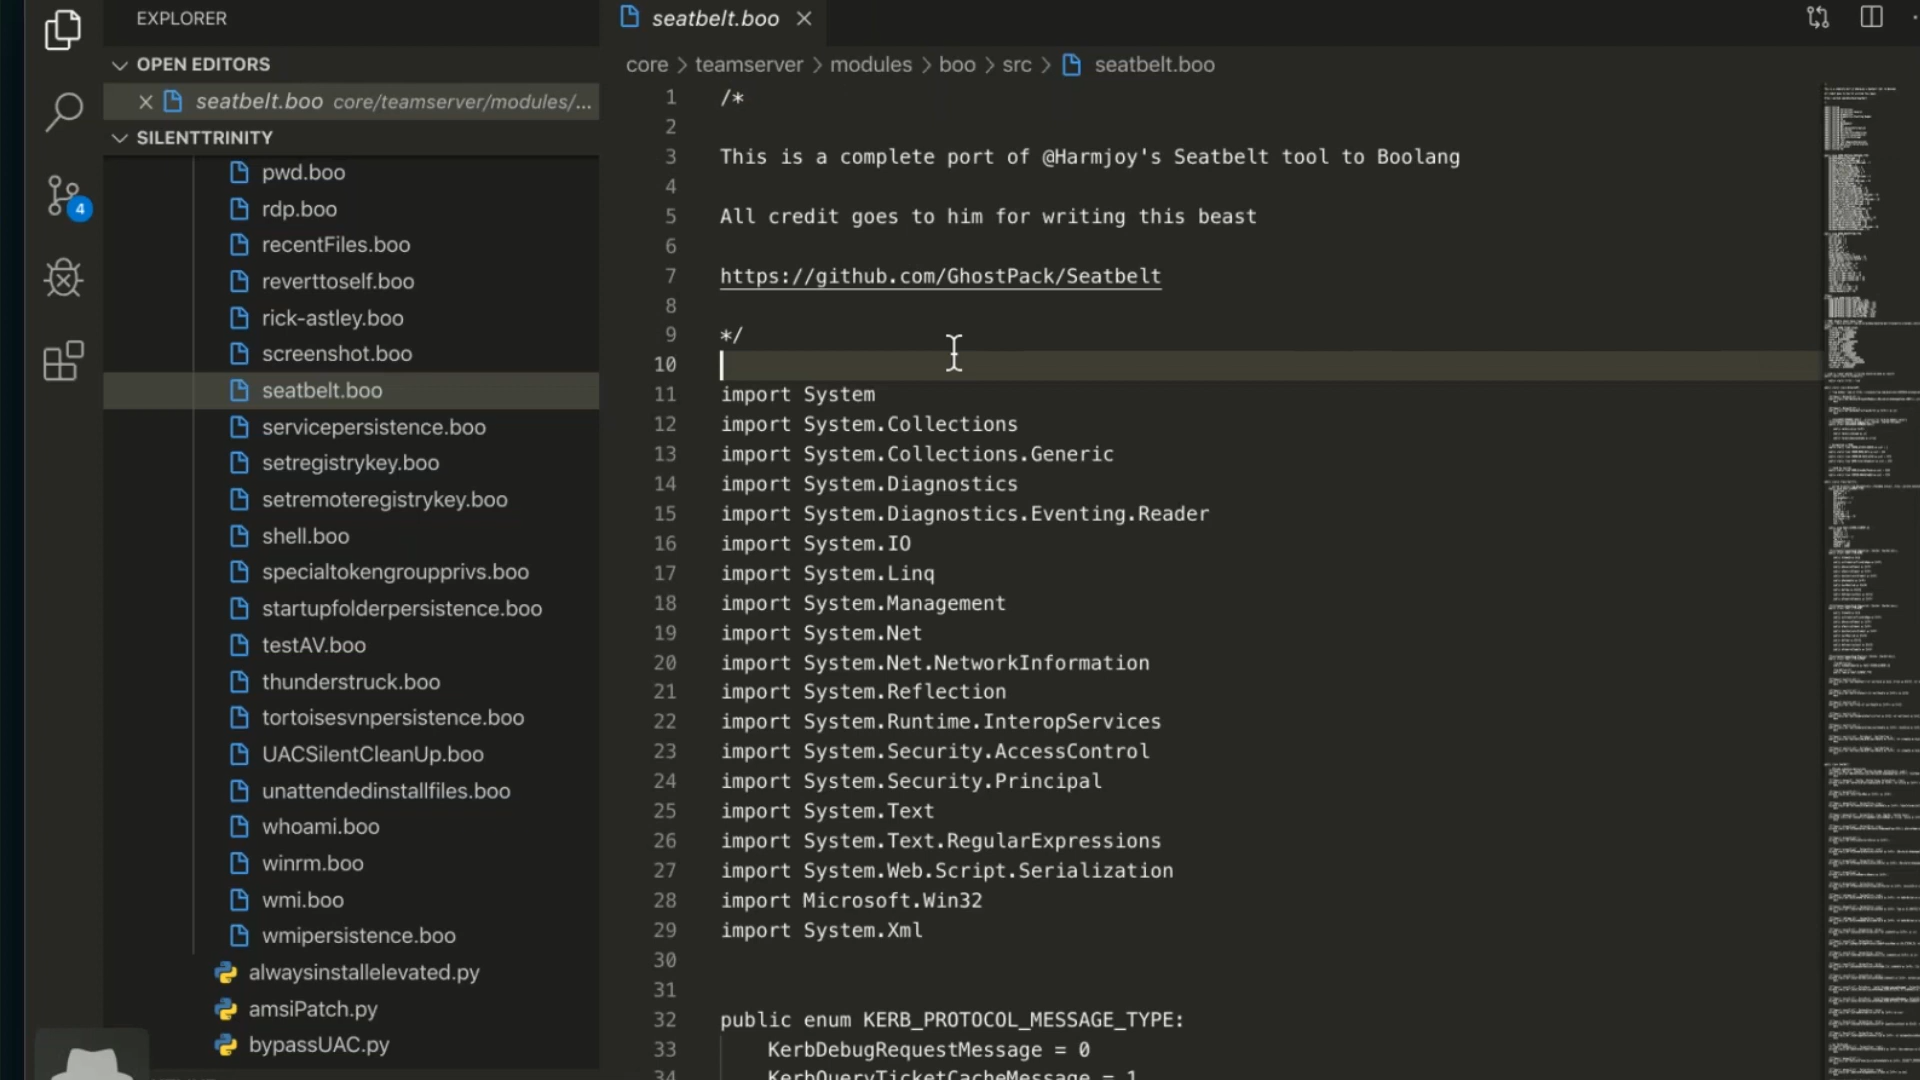 EXPLORER
OPEN EDITORS
seatbelt.boo core/teamserver/modules/...
SILENTTRINITY
pwd.boo
rdp.boo
recentFiles.boo
reverttoself.boo
rick-astley.boo
screenshot.boo
seatbelt.boo
servicepersistence.boo
setregistrykey.boo
setremoteregistrykey.boo
shell.boo
specialtokengroupprivs.boo
startupfolderpersistence.boo
testAV.boo
thunderstruck.boo
tortoisesvnpersistence.boo
UACSilentCleanUp.boo
unattendedinstallfiles.boo
whoami.boo
winrm.boo
wmi.boo
wmipersistence.boo
alwaysinstallelevated.py
amsiPatch.py
bypassUAC.py
4
seatbelt.boo
core > teamserver > modules > boo > src > seatbelt.boo
1 /*
2
3 This is a complete port of @Harmjoy's Seatbelt tool to Boolang
4
5 All credit goes to him for writing this beast
6
7 https://github.com/GhostPack/Seatbelt
8
9 */
10
11 import System
12 import System.Collections
13 import System.Collections.Generic
14 import System.Diagnostics
15 import System.Diagnostics.Eventing.Reader
16 import System.IO
17 import System.Linq
18 import System.Management
19 import System.Net
20 import System.Net.NetworkInformation
21 import System.Reflection
22 import System.Runtime.InteropServices
23 import System.Security.AccessControl
24 import System.Security.Principal
25 import System.Text
26 import System.Text.RegularExpressions
27 import System.Web.Script.Serialization
28 import Microsoft.Win32
29 import System.Xml
30
31
32 public enum KERB_PROTOCOL_MESSAGE_TYPE:
33 KerbDebugRequestMessage = 0
34 KerbQueryTicketCacheMessage = 1